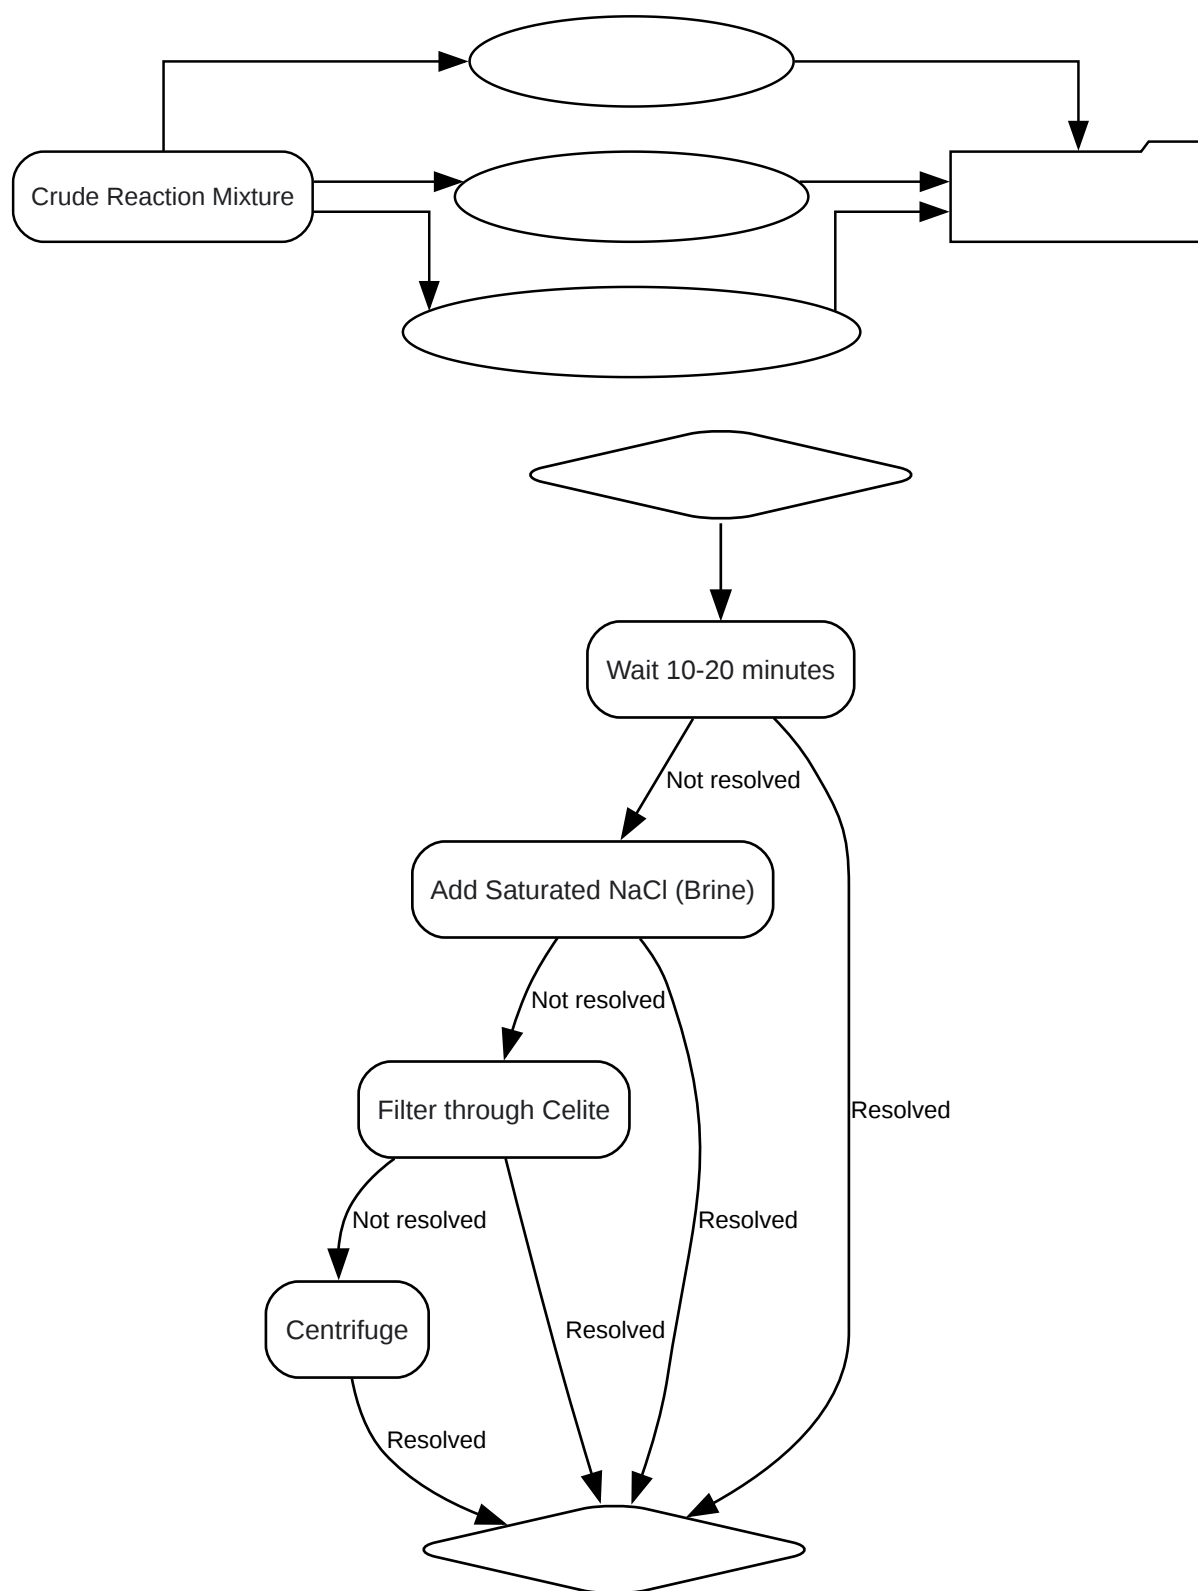 Crude Reaction Mixture
Wait 10-20 minutes
Not resolved
Add Saturated NaCl (Brine)
Not resolved
Filter through Celite
Resolved
Not resolved
Resolved
Centrifuge
Resolved
Resolved